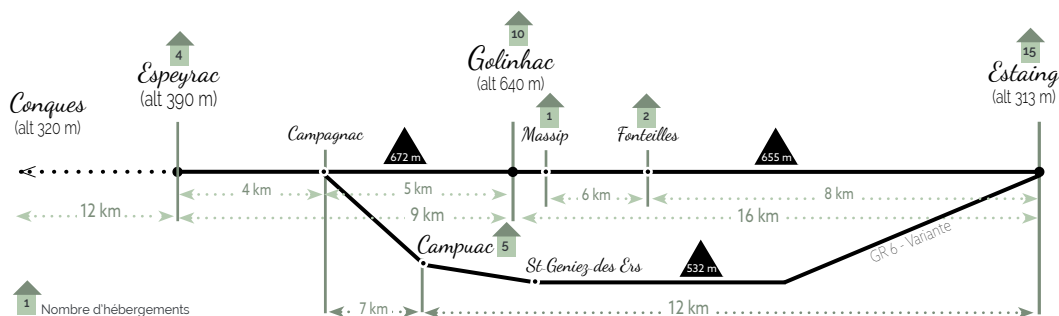 4
10
15
Espeyrac
(alt 390 m)
Golinhac
(alt 640 m)
Estaing
(alt 313 m)
Conques
(alt 320 m)
1
2
Campagnac
Massip
Fonteilles
672 m
655 m
4 km
5 km
6 km
8 km
12 km
9 km
16 km
Campuac
5
St-Geniez-des Ers
532 m
GR 6 - Variante
1
Nombre d'hébergements
7 km
12 km